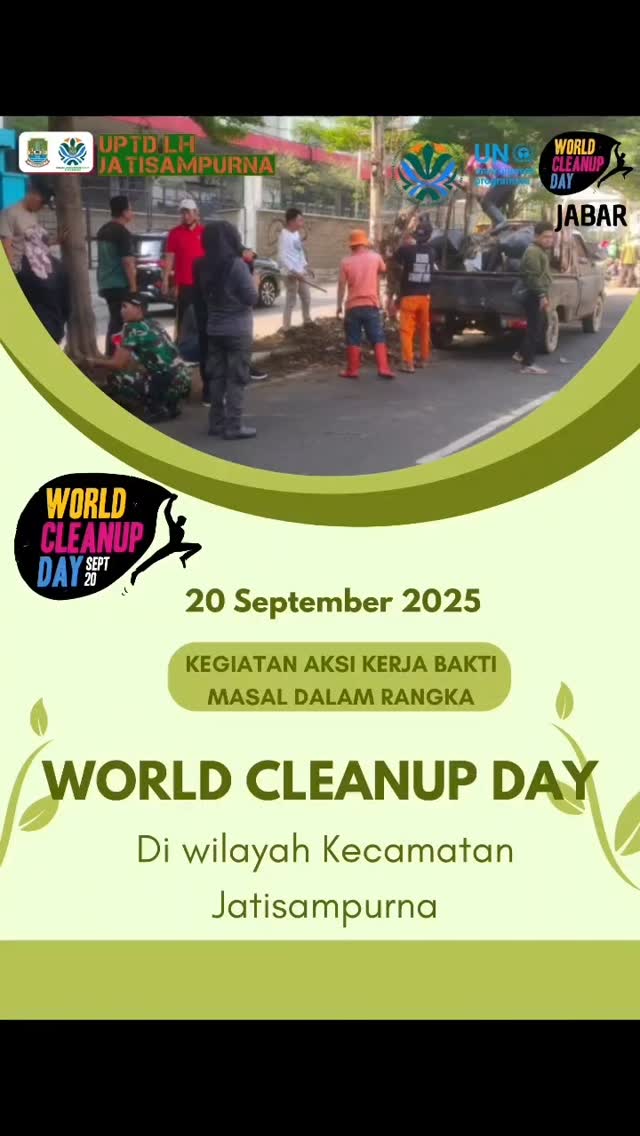 UPTD LH
JATISAMPURNA
UN
WORLD
CLEANUP
DAY
JABAR
WORLD
CLEANUP
DAY SEPT
20
20 September 2025
KEGIATAN AKSI KERJA BAKTI
MASAL DALAM RANGKA
WORLD CLEANUP DAY
Di wilayah Kecamatan
Jatisampurna